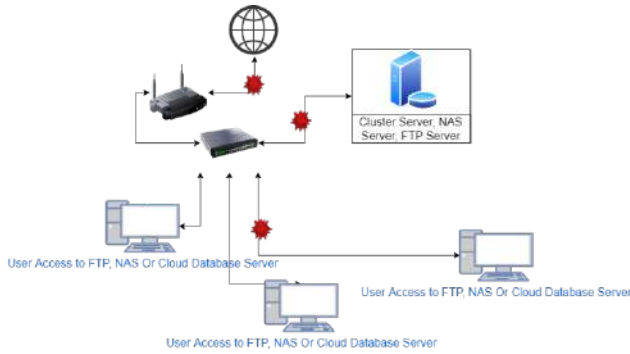 Cluster Server, NAS
Server, FTP Server
User Access to FTP, NAS Or Cloud Database Server
User Access to FTP, NAS Or Cloud Database Server
User Access to FTP, NAS Or Cloud Database Server